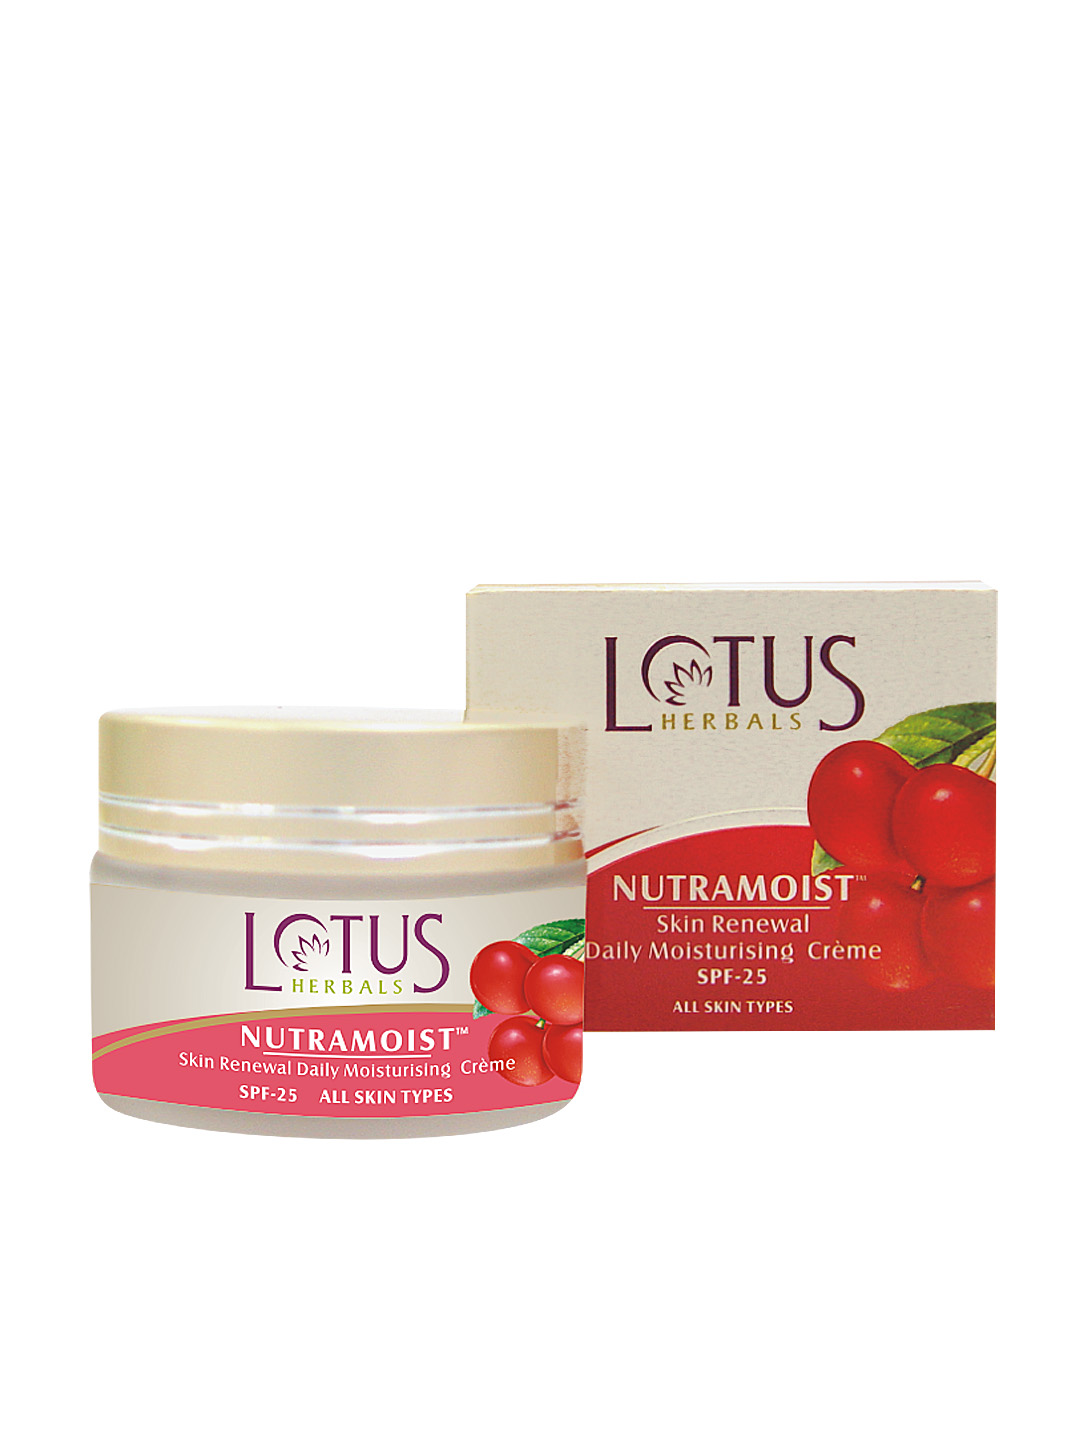 LOTUS
HERBALS
NUTRAMOIST™
Skin Renewal
Daily Moisturising Crème
SPF-25
ALL SKIN TYPES
LOTUS
HERBALS
NUTRAMOIST™
Skin Renewal Daily Moisturising Crème
SPF-25 ALL SKIN TYPES